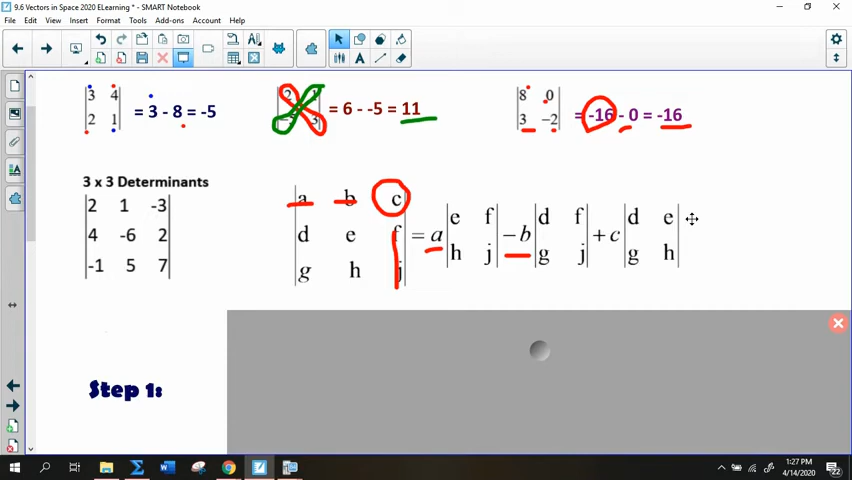 9.6 Vectors in Space 2020 ELearning * - SMART Notebook
File Edit View Insert Format Tools Add-ons Account Help
3 4
2 1
= 3 - 8 = -5
= 6 - -5 = 11
8 0
3 -2
= -16 - 0 = -16
3 x 3 Determinants
2 1 -3
4 -6 2
-1 5 7
a b c
d e f
g h j
= a
e f
h j
- b
d f
g j
+ c
d e
g h
Step 1:
1:27 PM
4/14/2020
22